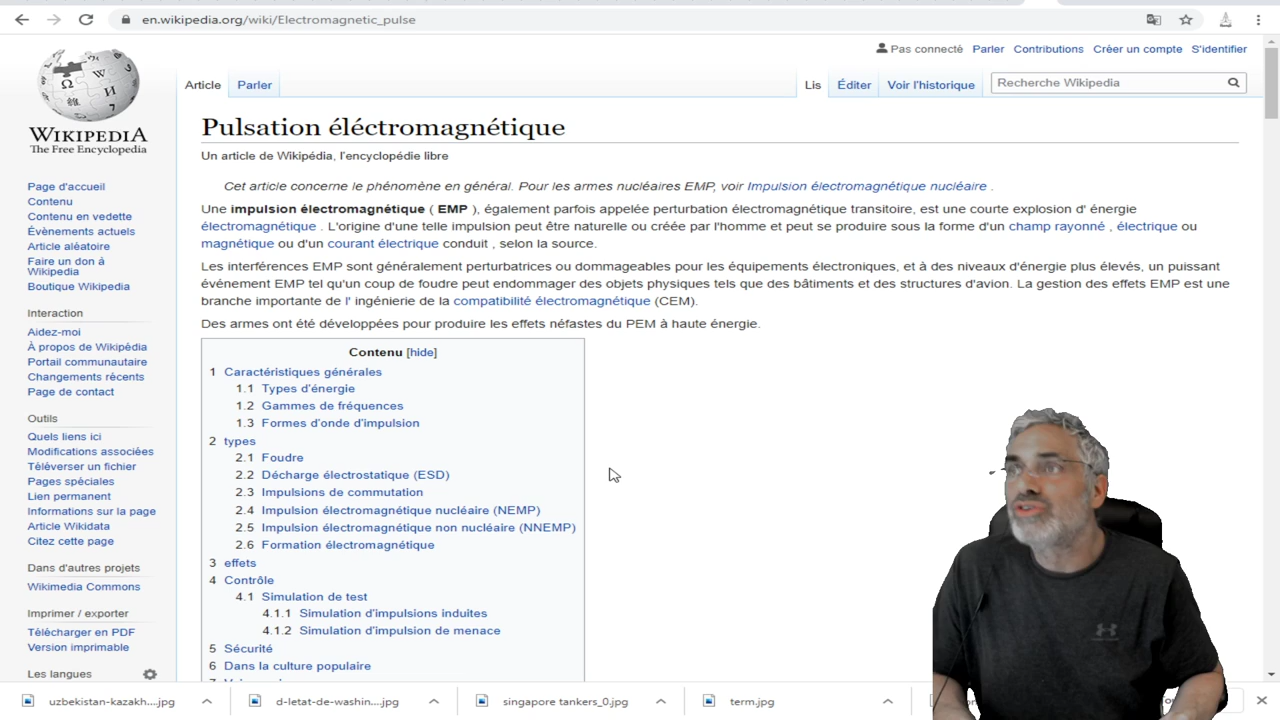 en.wikipedia.org/wiki/Electromagnetic_pulse
Pas connecté Parler Contributions Créer un compte S'identifier
Article Parler Lis Éditer Voir l'historique Recherche Wikipedia
WIKIPEDIA
The Free Encyclopedia
Pulsation éléctromagnétique
Un article de Wikipédia, l'encyclopédie libre
Cet article concerne le phénomène en général. Pour les armes nucléaires EMP, voir Impulsion électromagnétique nucléaire .
Une impulsion électromagnétique ( EMP ), également parfois appelée perturbation électromagnétique transitoire, est une courte explosion d' énergie
électromagnétique . L'origine d'une telle impulsion peut être naturelle ou créée par l'homme et peut se produire sous la forme d'un champ rayonné , électrique ou
magnétique ou d'un courant électrique conduit , selon la source.
Les interférences EMP sont généralement perturbatrices ou dommageables pour les équipements électroniques, et à des niveaux d'énergie plus élevés, un puissant
événement EMP tel qu'un coup de foudre peut endommager des objets physiques tels que des bâtiments et des structures d'avion. La gestion des effets EMP est une
branche importante de l' ingénierie de la compatibilité électromagnétique (CEM).
Des armes ont été développées pour produire les effets néfastes du PEM à haute énergie.
Contenu [hide]
1 Caractéristiques générales
1.1 Types d'énergie
1.2 Gammes de fréquences
1.3 Formes d'onde d'impulsion
2 types
2.1 Foudre
2.2 Décharge électrostatique (ESD)
2.3 Impulsions de commutation
2.4 Impulsion électromagnétique nucléaire (NEMP)
2.5 Impulsion électromagnétique non nucléaire (NNEMP)
2.6 Formation électromagnétique
3 effets
4 Contrôle
4.1 Simulation de test
4.1.1 Simulation d'impulsions induites
4.1.2 Simulation d'impulsion de menace
5 Sécurité
6 Dans la culture populaire
Page d'accueil
Contenu
Contenu en vedette
Évènements actuels
Article aléatoire
Faire un don à
Wikipedia
Boutique Wikipedia
Interaction
Aidez-moi
À propos de Wikipédia
Portail communautaire
Changements récents
Page de contact
Outils
Quels liens ici
Modifications associées
Téléverser un fichier
Pages spéciales
Lien permanent
Informations sur la page
Article Wikidata
Citez cette page
Dans d'autres projets
Wikimedia Commons
Imprimer / exporter
Télécharger en PDF
Version imprimable
Les langues
uzbekistan-kazakh....jpg d-letat-de-washin....jpg singapore tankers_0.jpg term.jpg